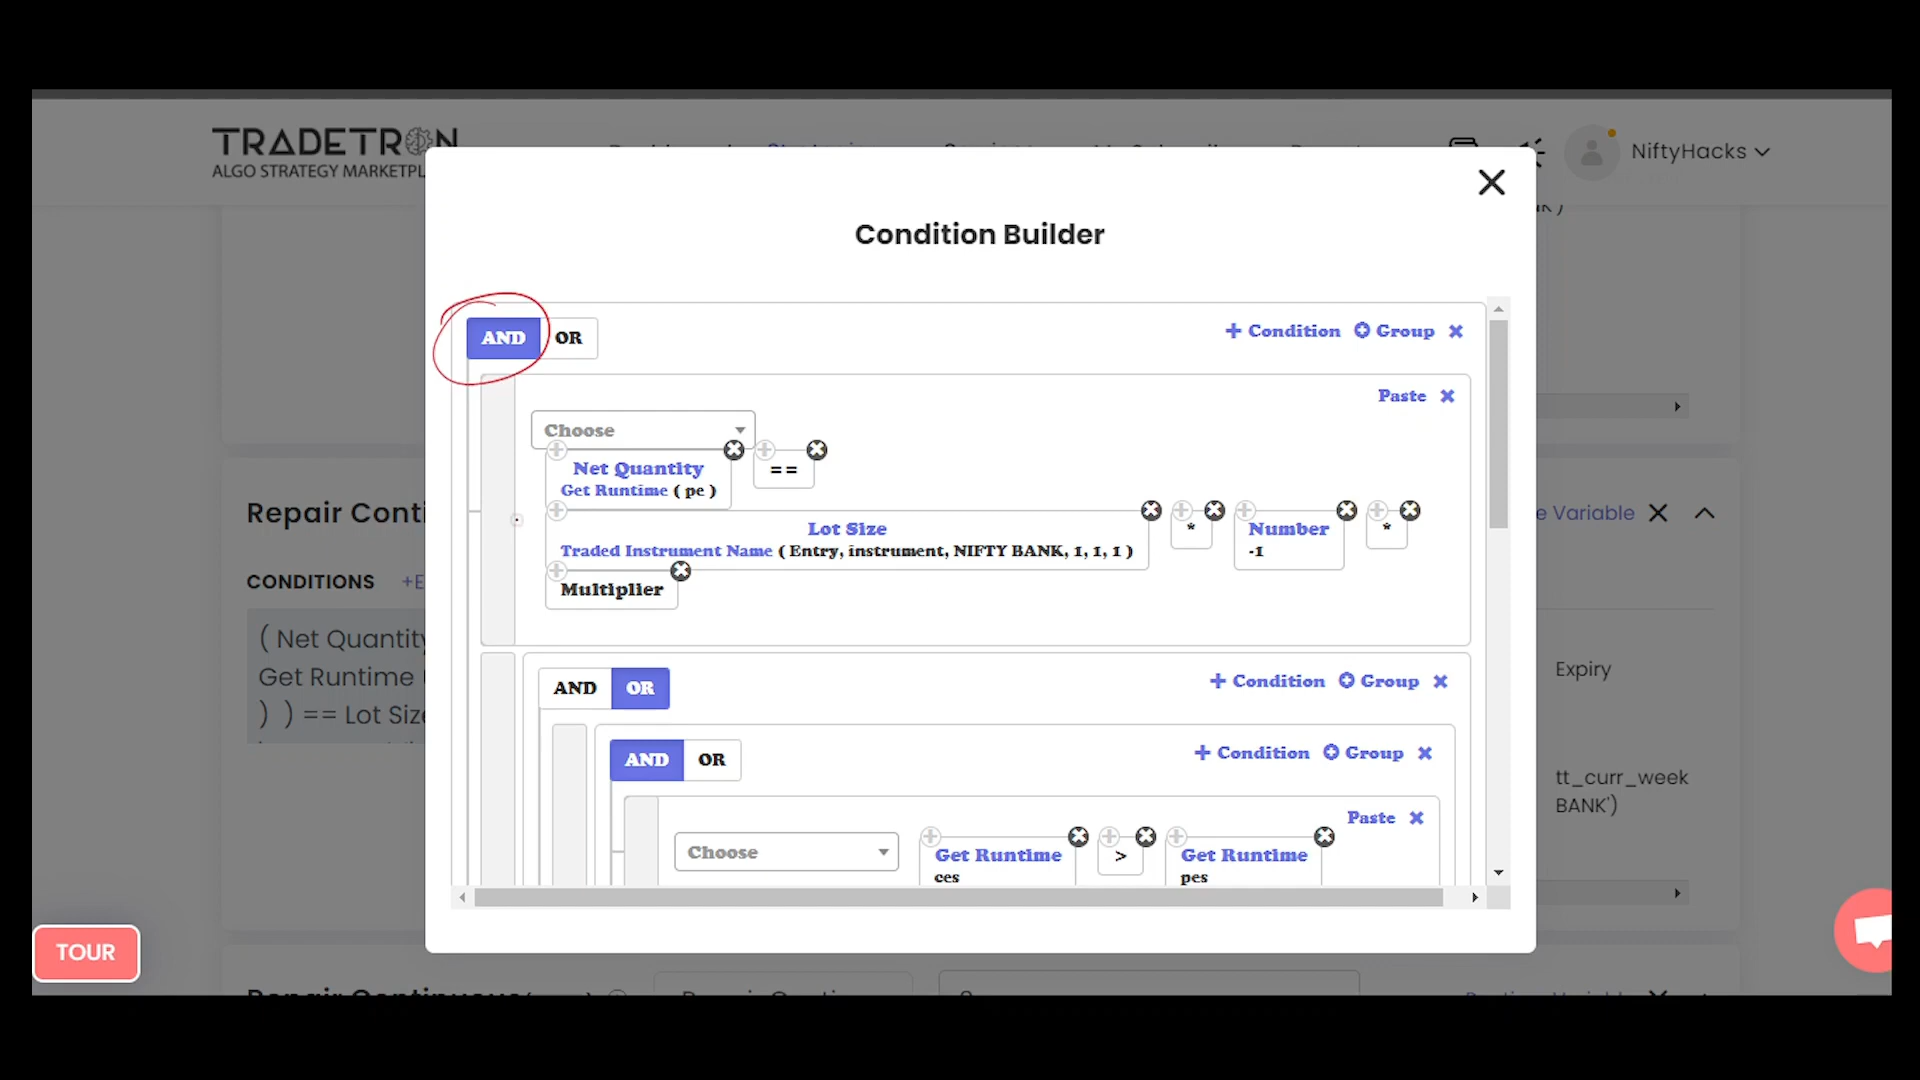 TRADETRON
ALGO STRATEGY MARKETPL
NiftyHacks
Condition Builder
AND OR
+ Condition Group
Paste
Choose
Net Quantity
Get Runtime ( pe )
==
Lot Size
Traded Instrument Name ( Entry, instrument, NIFTY BANK, 1, 1, 1 )
*
Number
-1
*
Multiplier
AND OR
+ Condition Group
AND OR
+ Condition Group
Paste
Choose
Get Runtime
ces
>
Get Runtime
pes
Repair Conti
e Variable
CONDITIONS +E
( Net Quantity
Get Runtime
) ) == Lot Size
Expiry
tt_curr_week
BANK')
TOUR